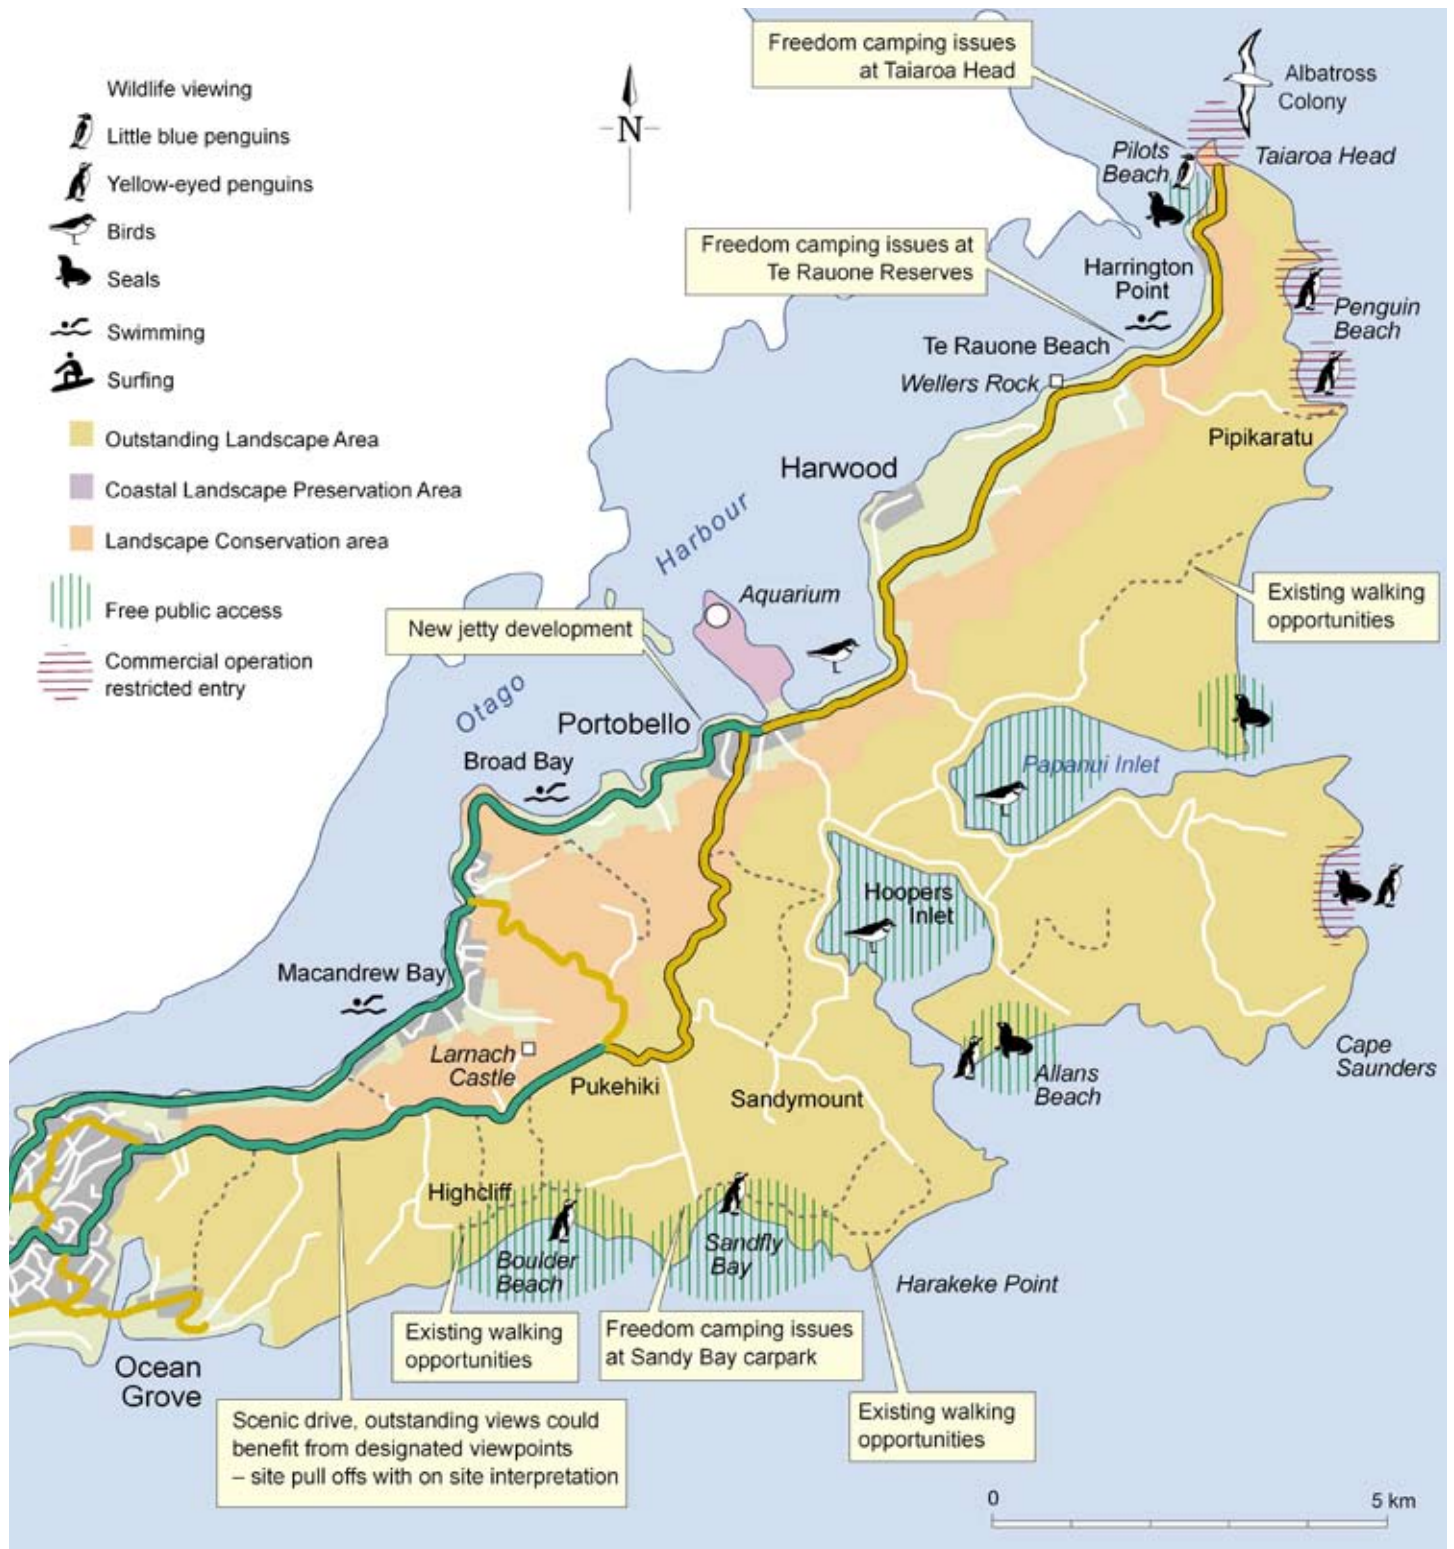 Wildlife viewing
Little blue penguins
Yellow-eyed penguins
Birds
Seals
Swimming
Surfing
Outstanding Landscape Area
Coastal Landscape Preservation Area
Landscape Conservation area
Free public access
Commercial operation
restricted entry
N
Freedom camping issues
at Taiaroa Head
Albatross
Colony
Pilots
Beach
Taiaroa Head
Freedom camping issues at
Te Rauone Reserves
Harrington
Point
Penguin
Beach
Te Rauone Beach
Wellers Rock
Pipikaratu
Harwood
Harbour
Otago
Aquarium
Existing walking
opportunities
New jetty development
Portobello
Broad Bay
Papanui Inlet
Hoopers
Inlet
Macandrew Bay
Larnach
Castle
Pukehiki
Sandymount
Allans
Beach
Cape
Saunders
Highcliff
Boulder
Beach
Sandfly
Bay
Harakeke Point
Ocean
Grove
Existing walking
opportunities
Freedom camping issues
at Sandy Bay carpark
Existing walking
opportunities
Scenic drive, outstanding views could
benefit from designated viewpoints
– site pull offs with on site interpretation
0
5 km